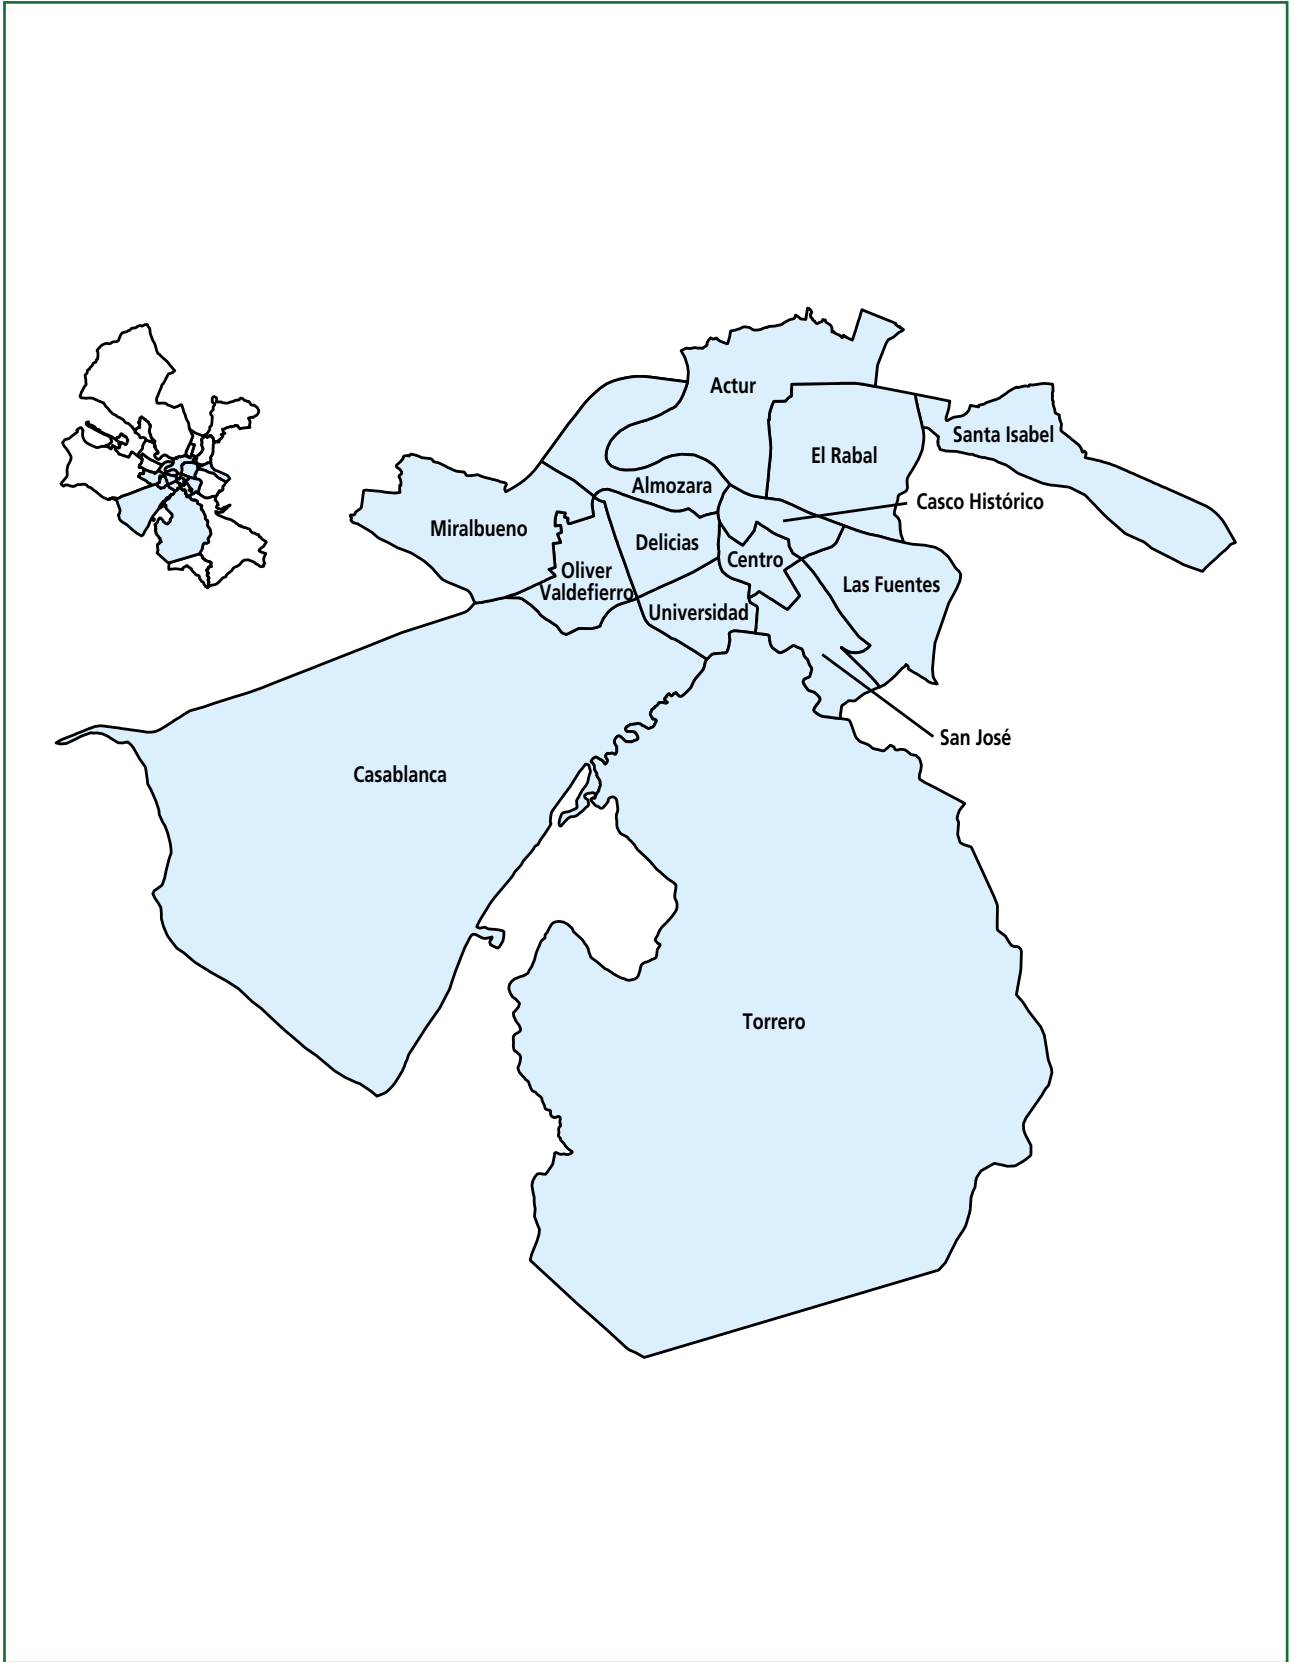 Actur
Santa Isabel
El Rabal
Almozara
Casco Histórico
Miralbueno
Delicias
Centro
Oliver
Valdefierro
Las Fuentes
Universidad
San José
Casablanca
Torrero